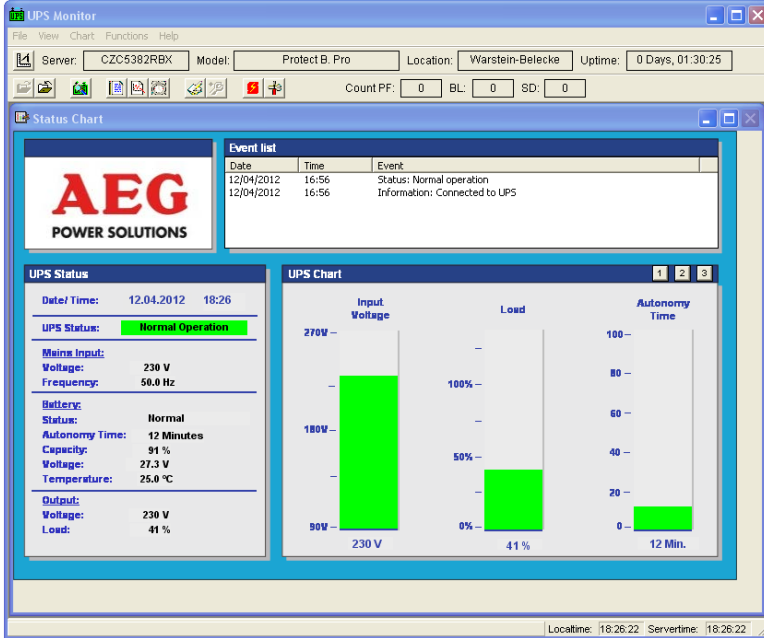 UPS Monitor
File View Chart Functions Help
Server: CZC5382RBX Model: Protect B. Pro Location: Warstein-Belecke Uptime: 0 Days, 01:30:25
Count PF: 0 BL: 0 SD: 0
Status Chart
AEG
POWER SOLUTIONS
Event list
Date Time Event
12/04/2012 16:56 Status: Normal operation
12/04/2012 16:56 Information: Connected to UPS
UPS Status
Date/Time: 12.04.2012 18:26
UPS Status: Normal Operation
Mains Input:
Voltage: 230 V
Frequency: 50.0 Hz
Battery:
Status: Normal
Autonomy Time: 12 Minutes
Capacity: 91 %
Voltage: 27.3 V
Temperature: 25.0 ºC
Output:
Voltage: 230 V
Load: 41 %
UPS Chart 1 2 3
Input
Voltage
270V
180V
90V
230 V
Load
100%
50%
0%
41 %
Autonomy
Time
100
80
60
40
20
0
12 Min.
Localtime: 18:26:22 Servertime: 18:26:22